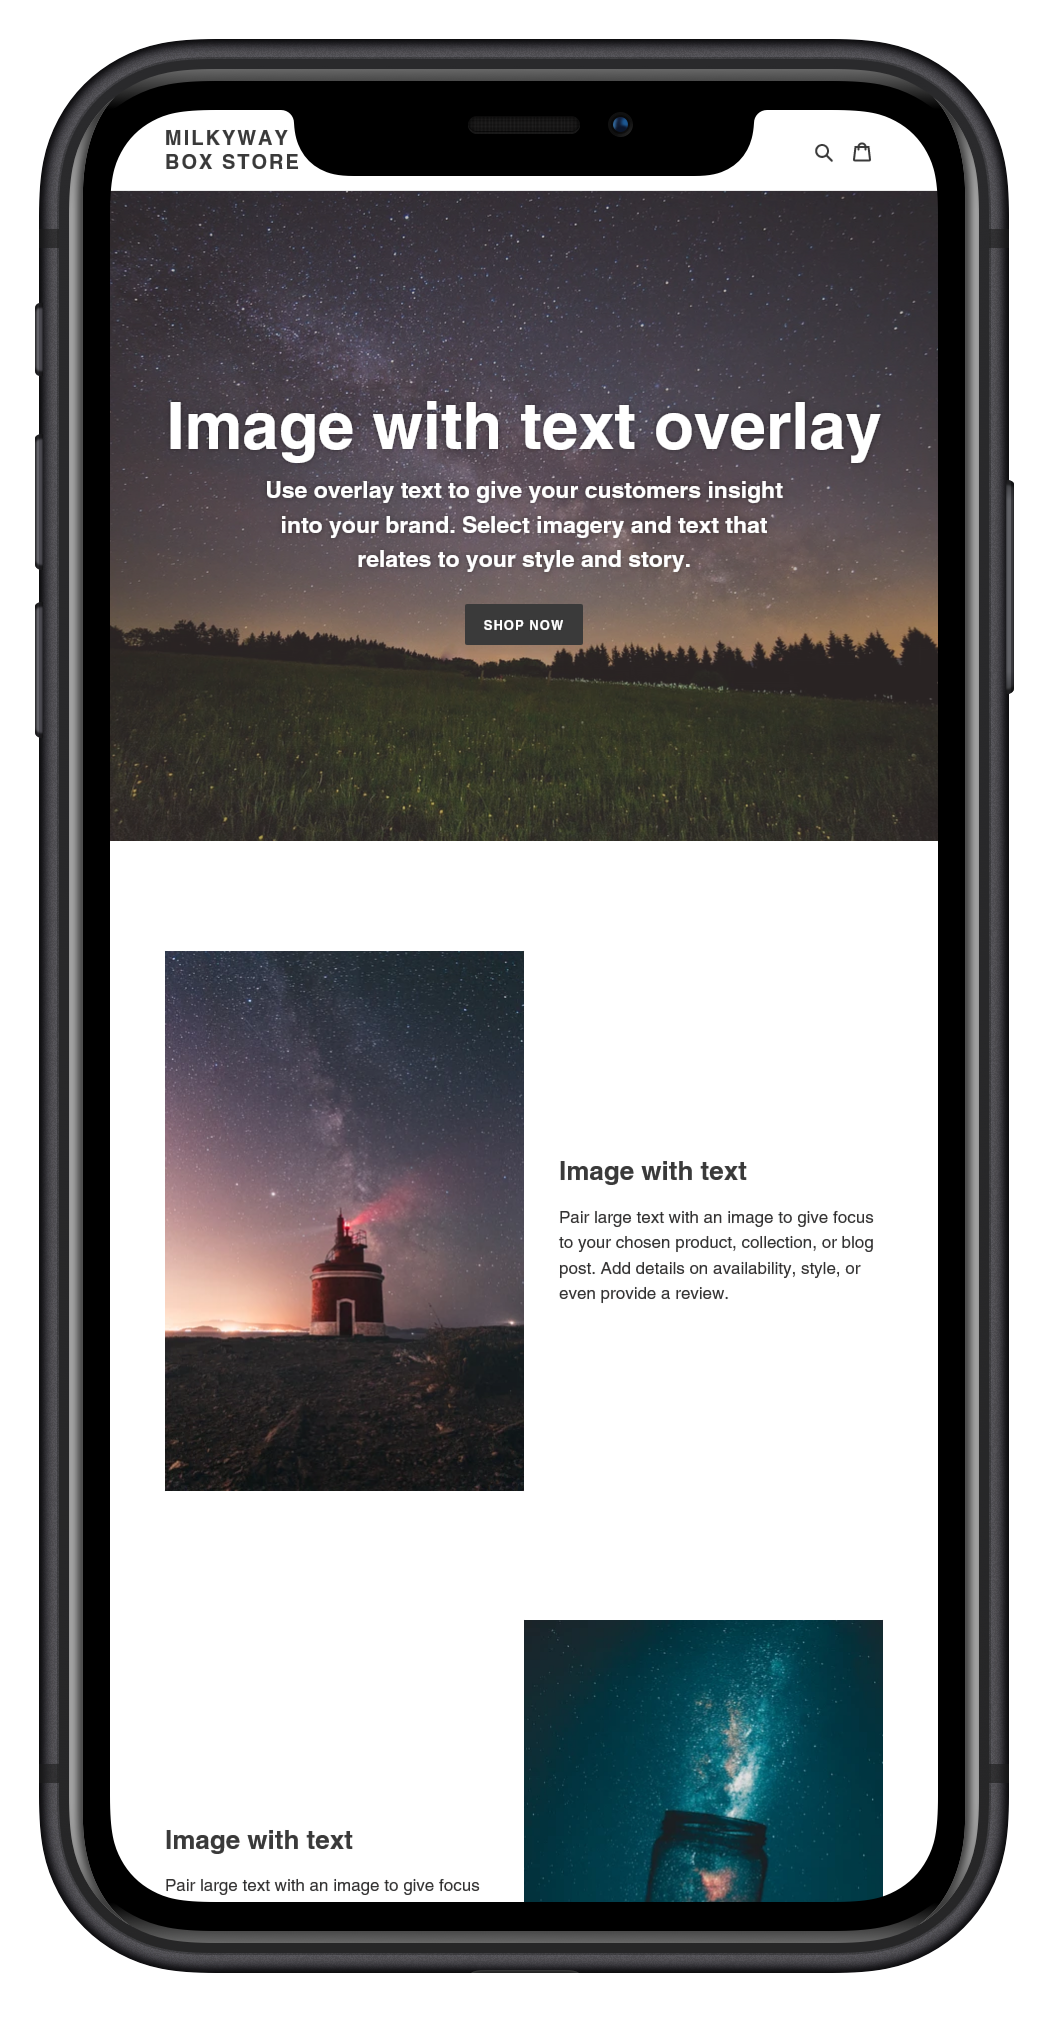 MILKYWAY
BOX STORE
Image with text overlay
Use overlay text to give your customers insight
into your brand. Select imagery and text that
relates to your style and story.
SHOP NOW
Image with text
Pair large text with an image to give focus
to your chosen product, collection, or blog
post. Add details on availability, style, or
even provide a review.
Image with text
Pair large text with an image to give focus